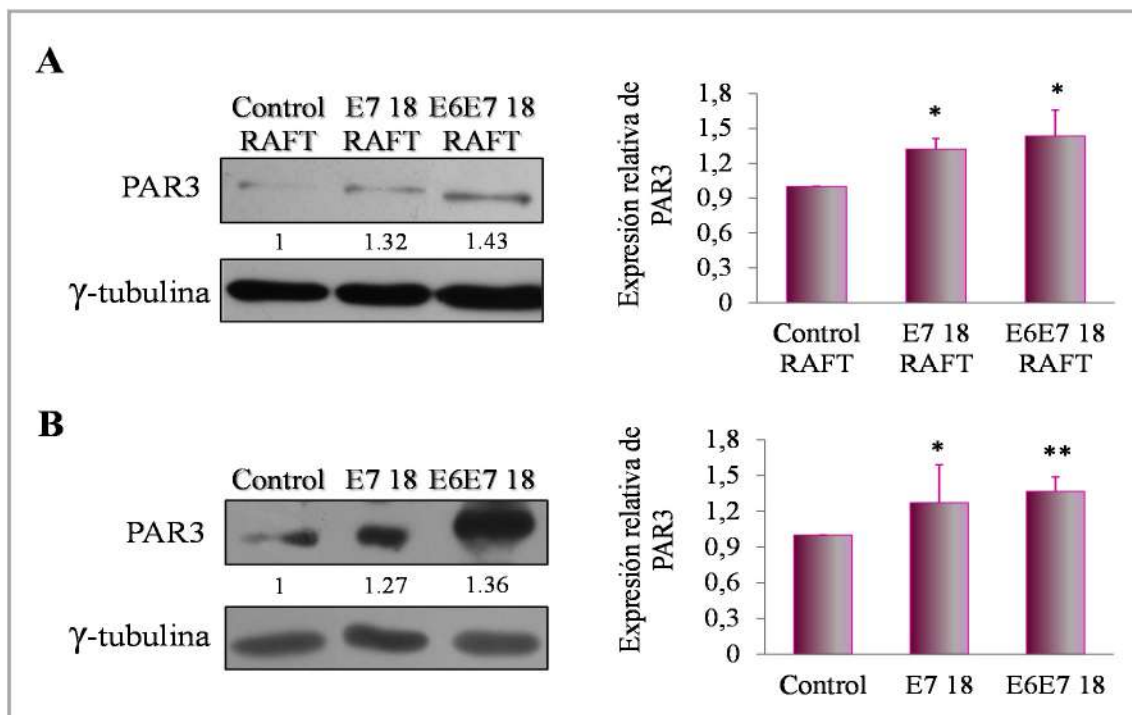 A
Control E7 18 E6E7 18
RAFT RAFT RAFT
PAR3
1 1.32 1.43
γ-tubulina
Expresión relativa de
PAR3
1,8
1,5
1,2
0,9
0,6
0,3
0
* *
Control E7 18 E6E7 18
RAFT RAFT RAFT
B
Control E7 18 E6E7 18
PAR3
1 1.27 1.36
γ-tubulina
Expresión relativa de
PAR3
1,8
1,5
1,2
0,9
0,6
0,3
0
* **
Control E7 18 E6E7 18